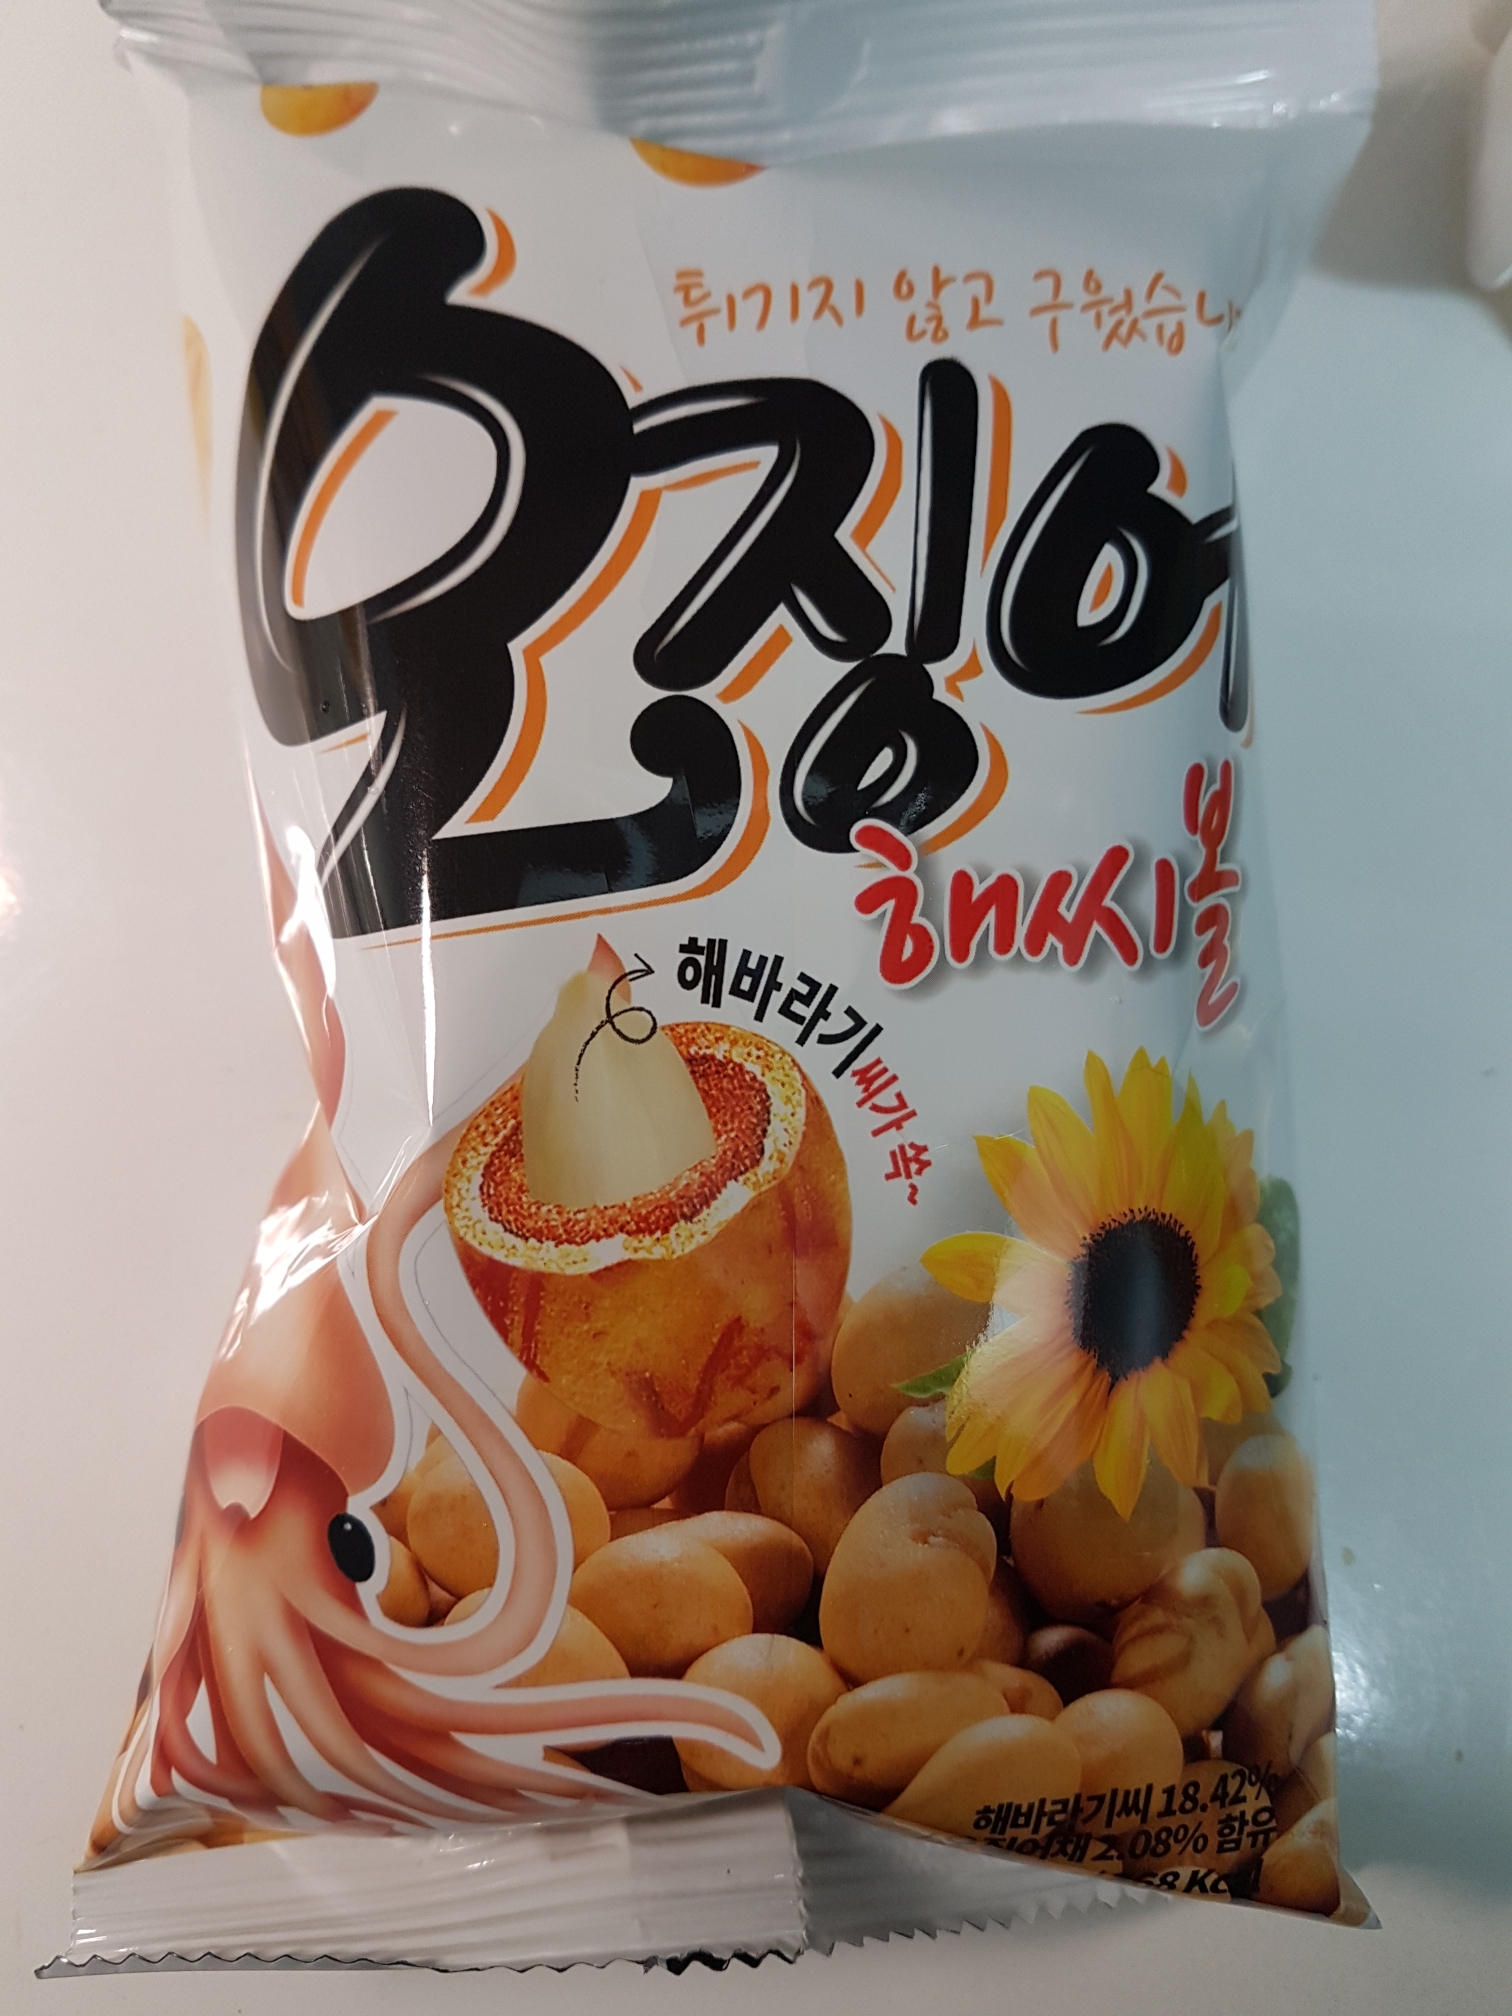 튀기지 않고 구웠습니
오징어
해씨볼
해바라기씨가 쏙~
해바라기씨 18.42%
2.08% 함유